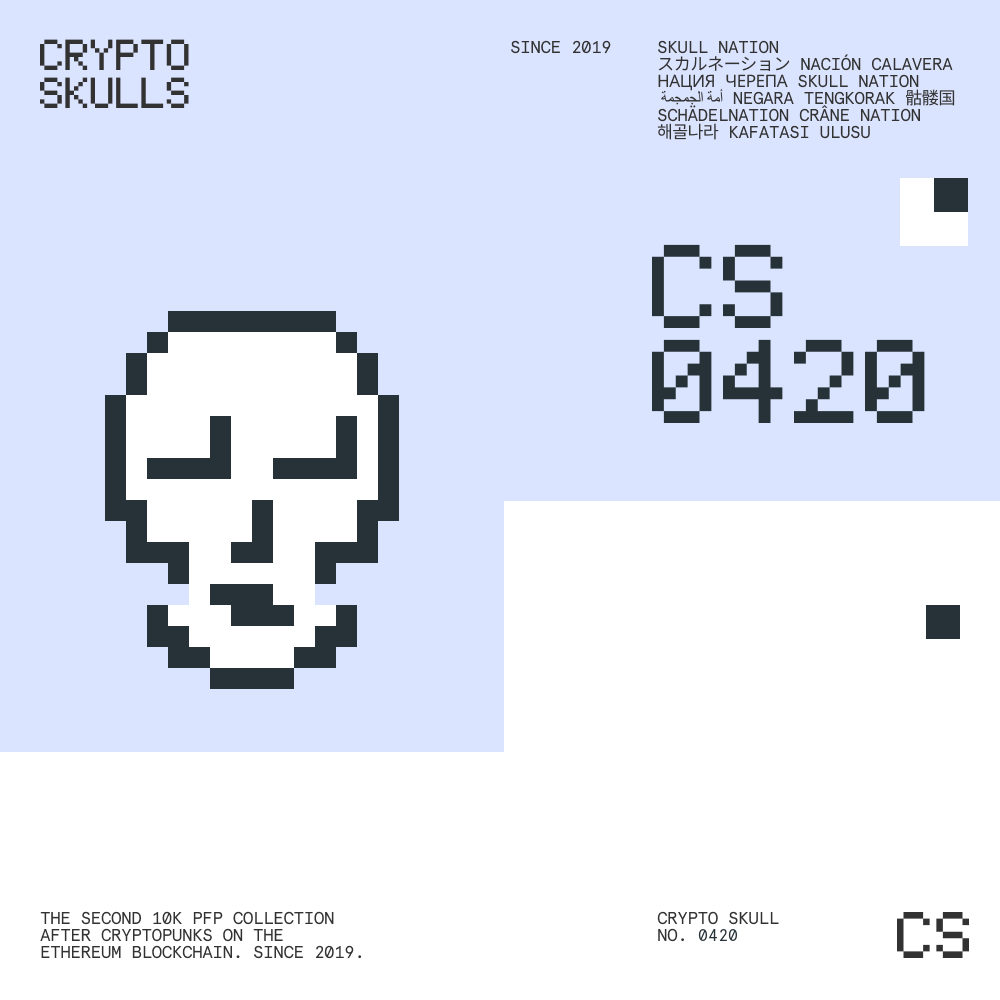 CRYPTO
SKULLS
SINCE 2019
SKULL NATION
スカルネーション NACIÓN CALAVERA
НАЦИЯ ЧЕРЕПА SKULL NATION
أمة الجمجمة NEGARA TENGKORAK 骷髅国
SCHÄDELNATION CRÂNE NATION
해골나라 KAFATASI ULUSU
CS
0420
THE SECOND 10K PFP COLLECTION
AFTER CRYPTOPUNKS ON THE
ETHEREUM BLOCKCHAIN. SINCE 2019.
CRYPTO SKULL
NO. 0420
CS